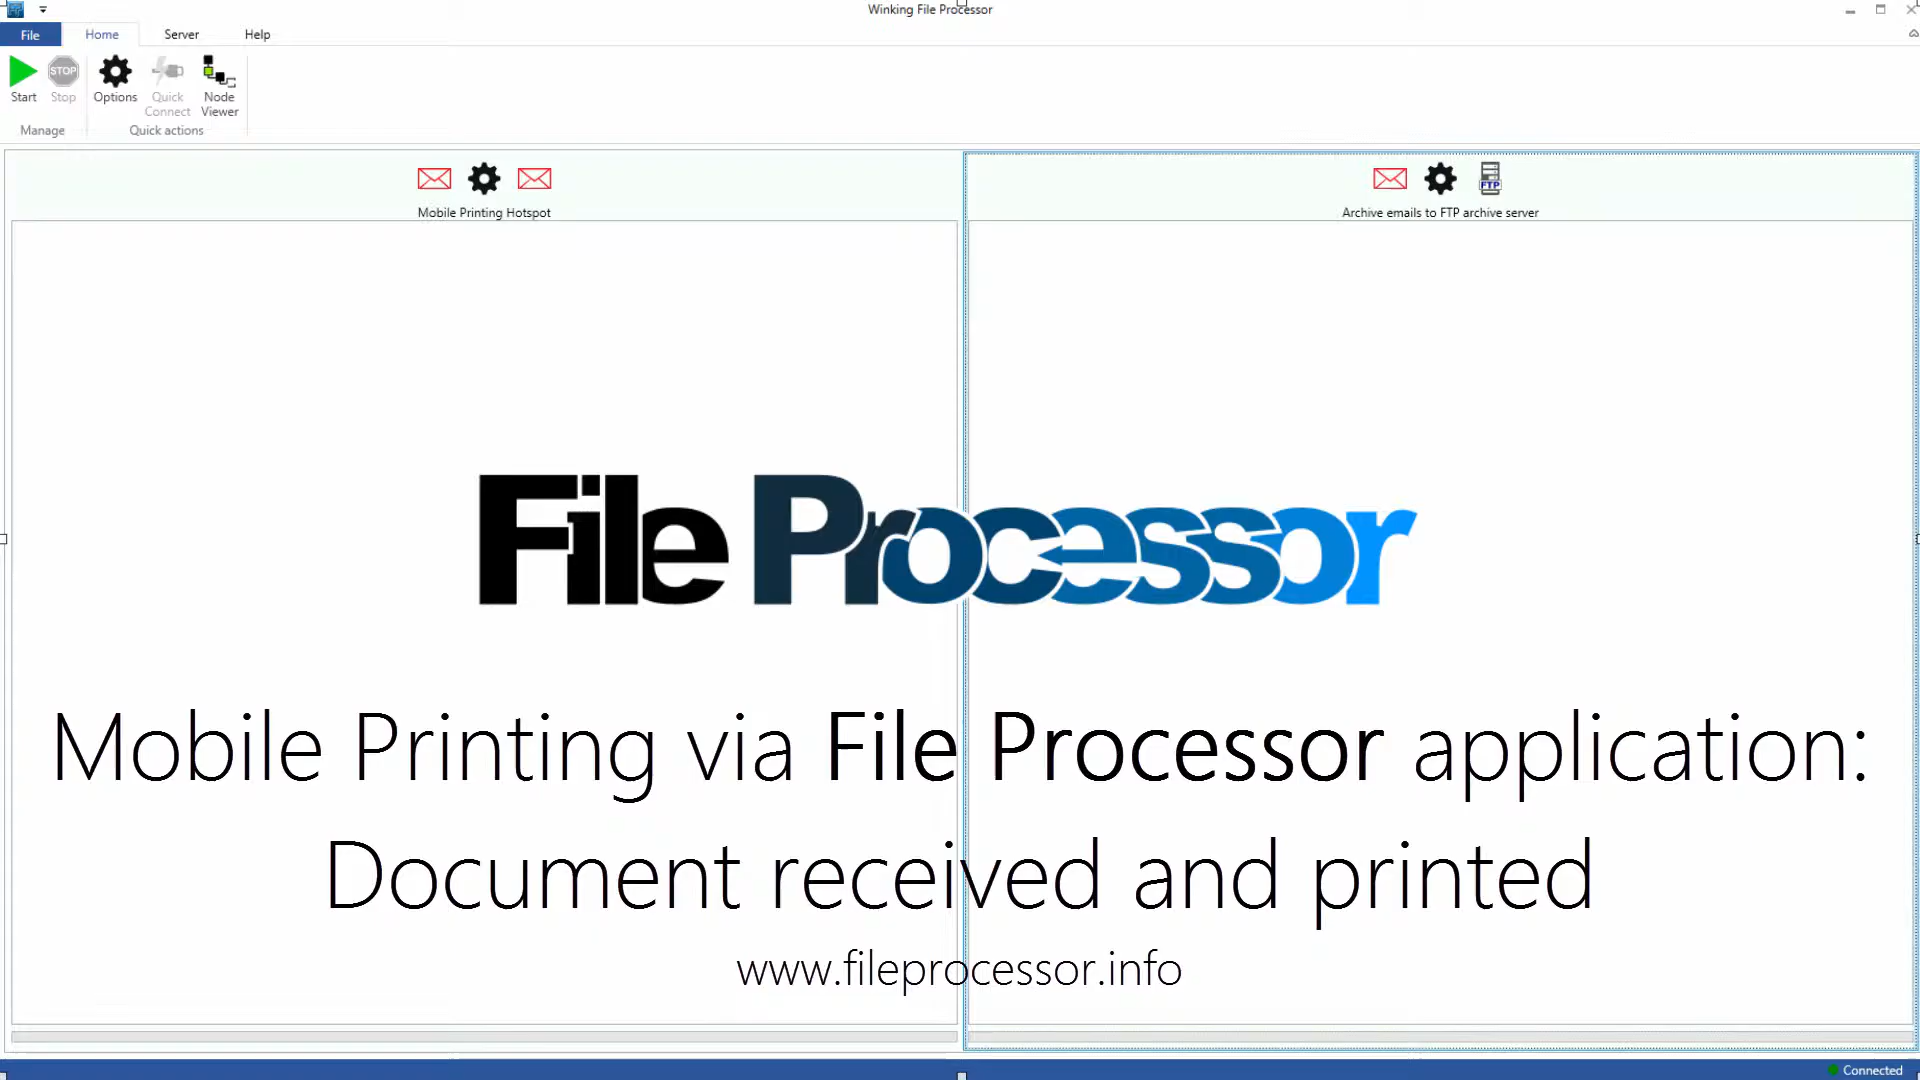 Winking File Processor
File Home Server Help
Start Stop Options Quick Connect Node Viewer
Manage Quick actions
Mobile Printing Hotspot
FTP
Archive emails to FTP archive server
File Processor
Mobile Printing via File Processor application:
Document received and printed
www.fileprocessor.info
Connected